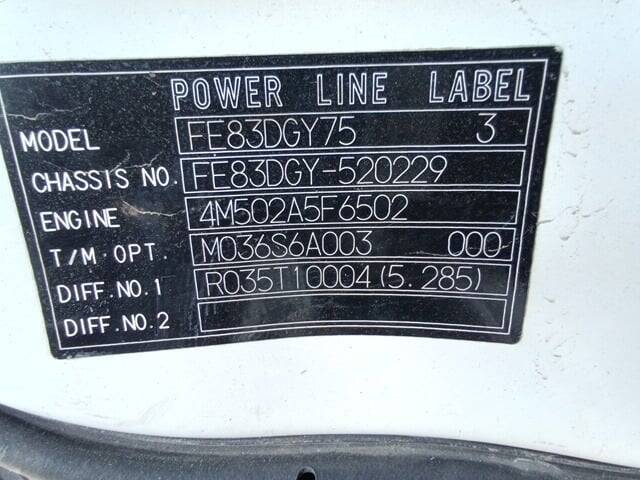 POWER LINE LABEL
MODEL FE83DGY75 3
CHASSIS NO. FE83DGY-520229
ENGINE 4M502A5F6502
T/M·OPT. M036S6A003 000
DIFF.NO.1 R035T10004(5.285)
DIFF.NO.2